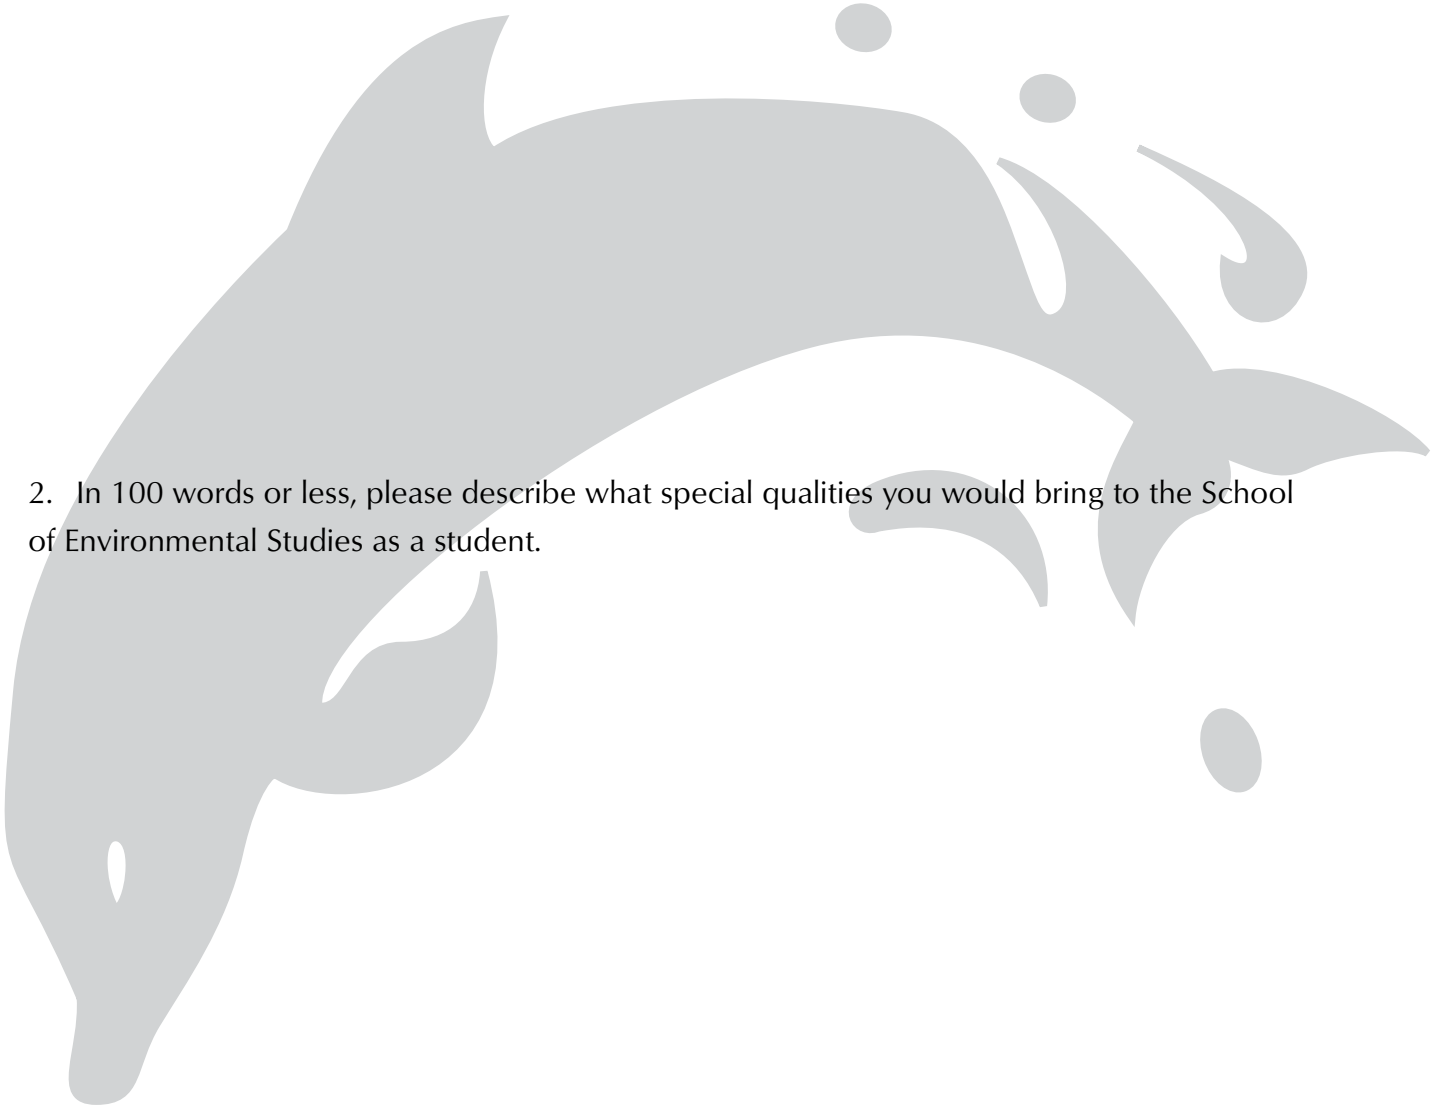 2. In 100 words or less, please describe what special qualities you would bring to the School
of Environmental Studies as a student.